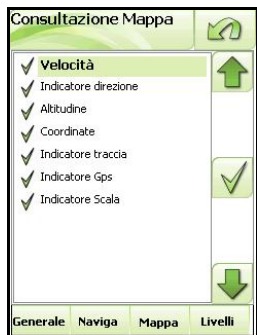 Consultazione Mappa
Velocità
Indicatore direzione
Altitudine
Coordinate
Indicatore traccia
Indicatore Gps
Indicatore Scala
Generale Naviga Mappa Livelli